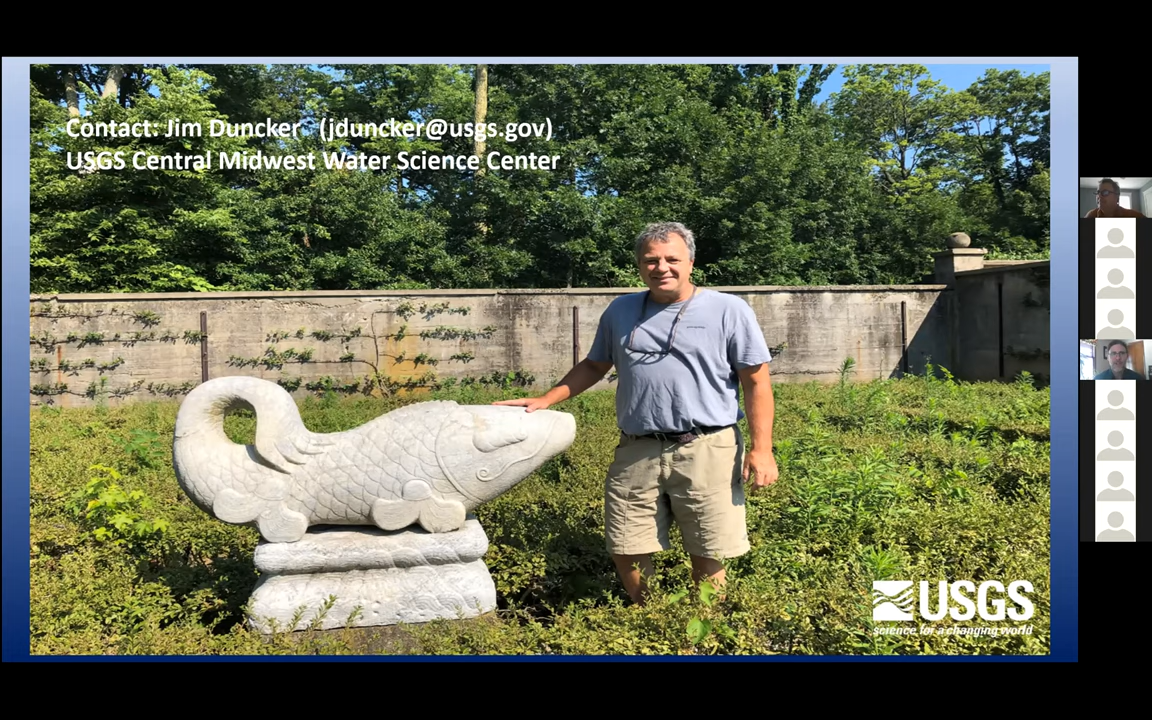 Contact: Jim Duncker (jduncker@usgs.gov)
USGS Central Midwest Water Science Center
USGS
science for a changing world